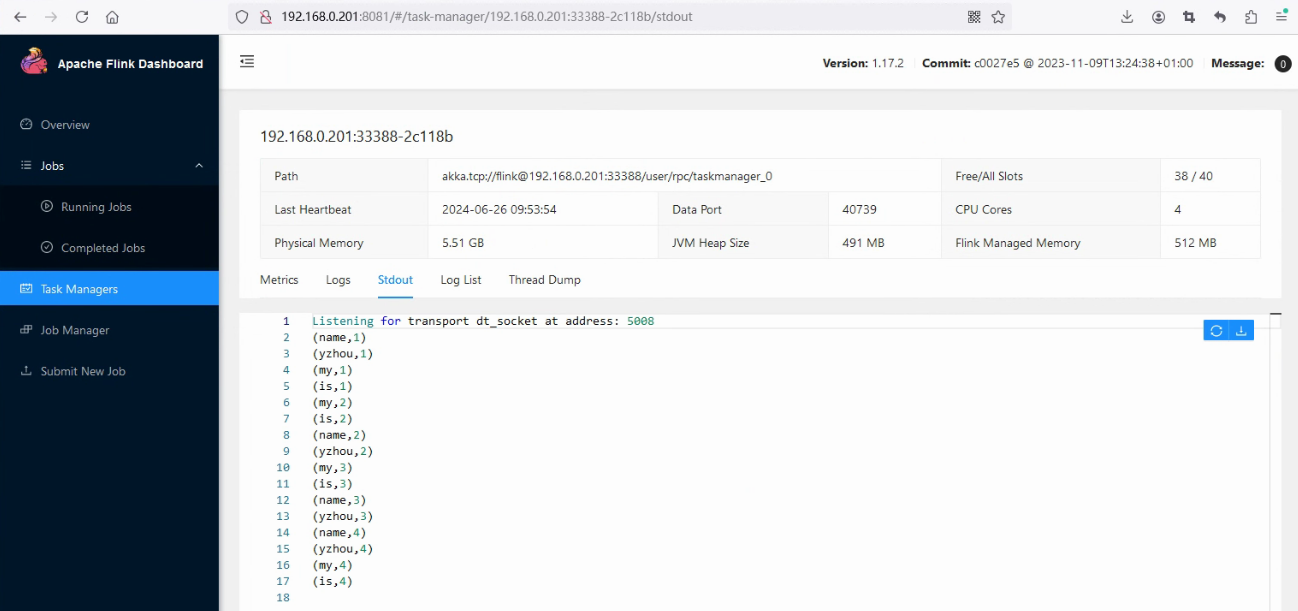 192.168.0.201:8081/#/task-manager/192.168.0.201:33388-2c118b/stdout
Apache Flink Dashboard
Version: 1.17.2 Commit: c0027e5 @ 2023-11-09T13:24:38+01:00 Message: 0
Overview
Jobs
Running Jobs
Completed Jobs
Task Managers
Job Manager
Submit New Job
192.168.0.201:33388-2c118b
Path akka.tcp://flink@192.168.0.201:33388/user/rpc/taskmanager_0 Free/All Slots 38 / 40
Last Heartbeat 2024-06-26 09:53:54 Data Port 40739 CPU Cores 4
Physical Memory 5.51 GB JVM Heap Size 491 MB Flink Managed Memory 512 MB
Metrics Logs Stdout Log List Thread Dump
1 Listening for transport dt_socket at address: 5008
2 (name,1)
3 (yzhou,1)
4 (my,1)
5 (is,1)
6 (my,2)
7 (is,2)
8 (name,2)
9 (yzhou,2)
10 (my,3)
11 (is,3)
12 (name,3)
13 (yzhou,3)
14 (name,4)
15 (yzhou,4)
16 (my,4)
17 (is,4)
18